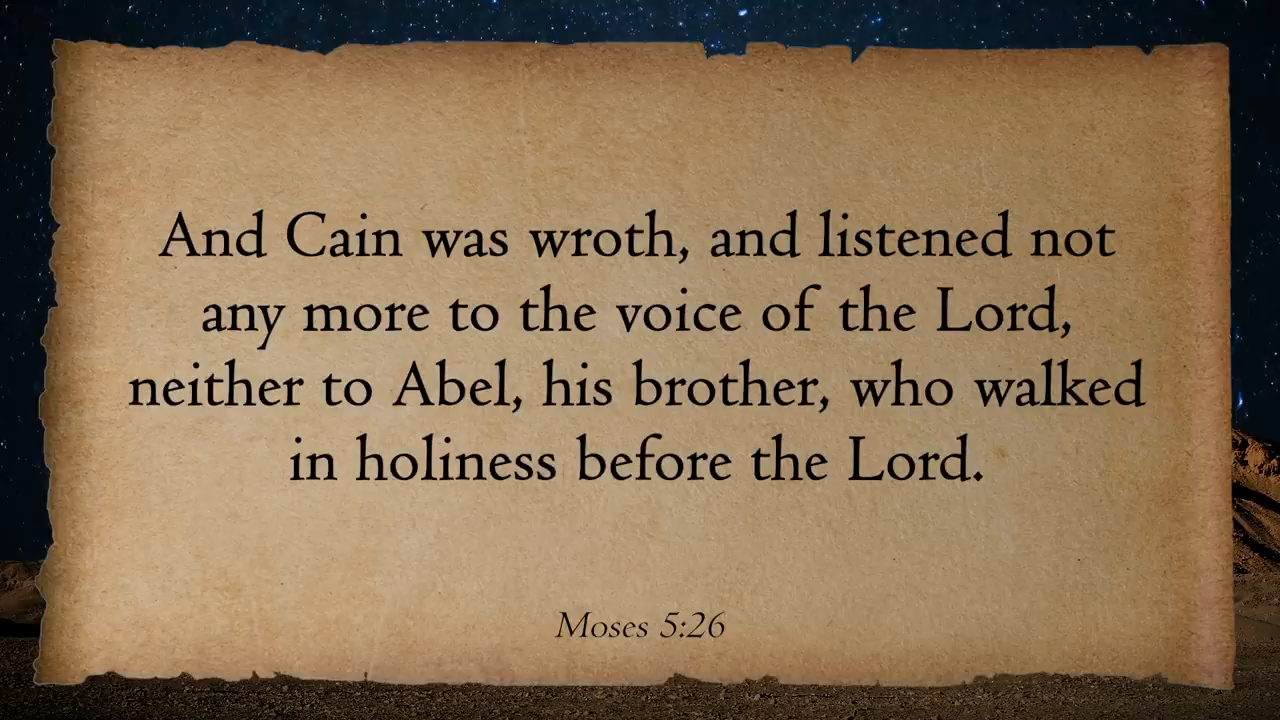 And Cain was wroth, and listened not
any more to the voice of the Lord,
neither to Abel, his brother, who walked
in holiness before the Lord.
Moses 5:26